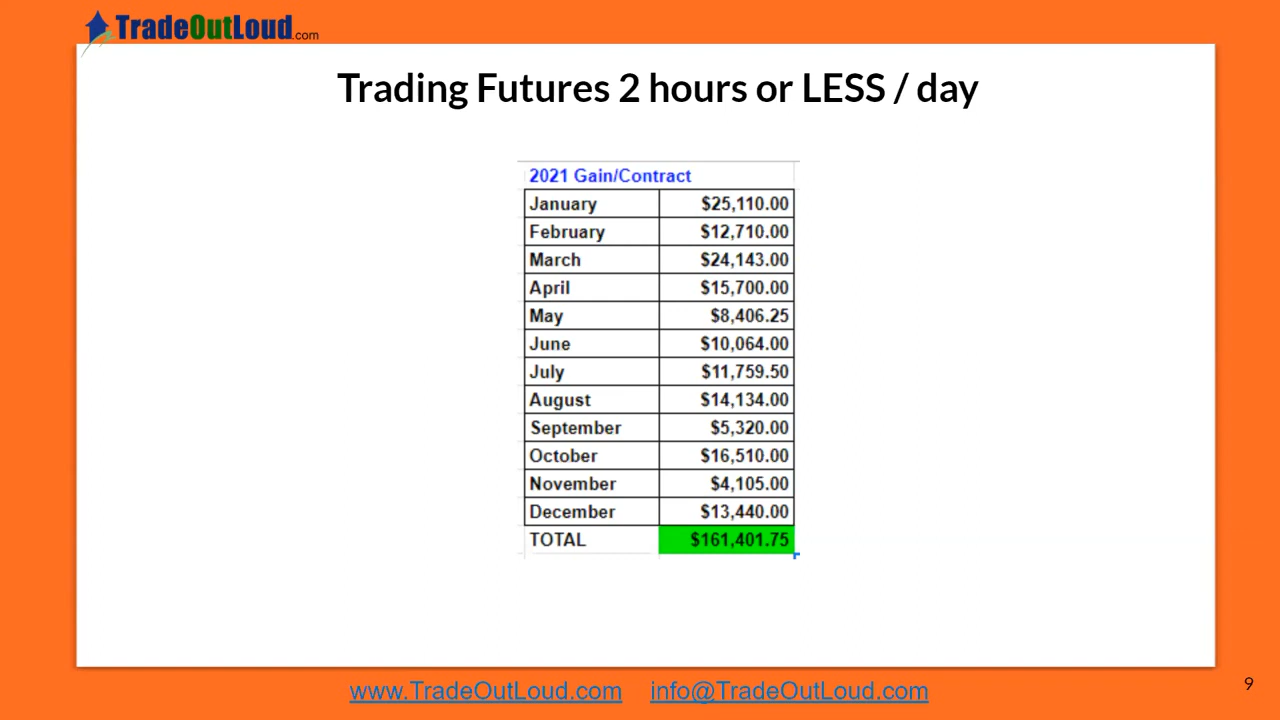 TradeOutLoud.com
Trading Futures 2 hours or LESS / day
2021 Gain/Contract
January $25,110.00
February $12,710.00
March $24,143.00
April $15,700.00
May $8,406.25
June $10,064.00
July $11,759.50
August $14,134.00
September $5,320.00
October $16,510.00
November $4,105.00
December $13,440.00
TOTAL $161,401.75
www.TradeOutLoud.com info@TradeOutLoud.com
9